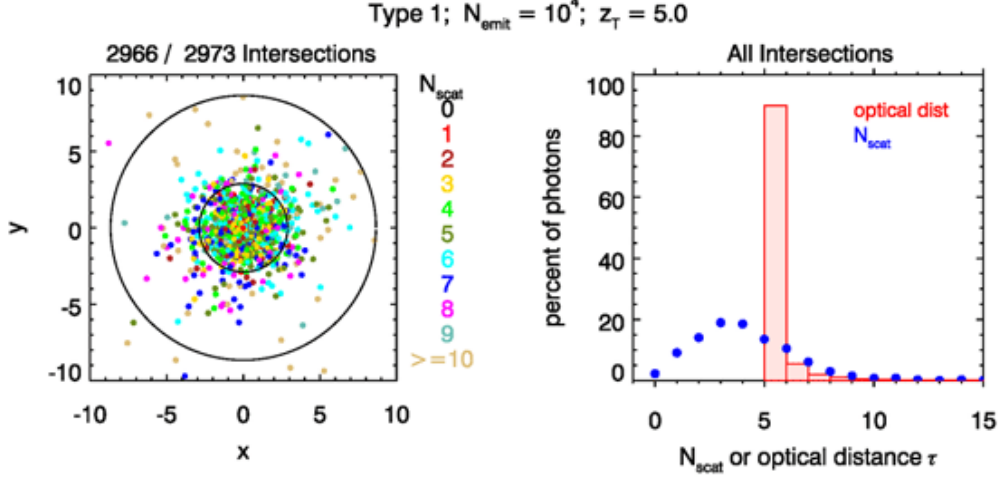 Type 1; N_emit = 10^4; z_T = 5.0
2966 / 2973 Intersections
10
5
0
-5
-10
y
-10 -5 0 5 10
x
N_scat
0
1
2
3
4
5
6
7
8
9
>=10
All Intersections
100
80
60
40
20
0
percent of photons
optical dist
N_scat
0 5 10 15
N_scat or optical distance τ